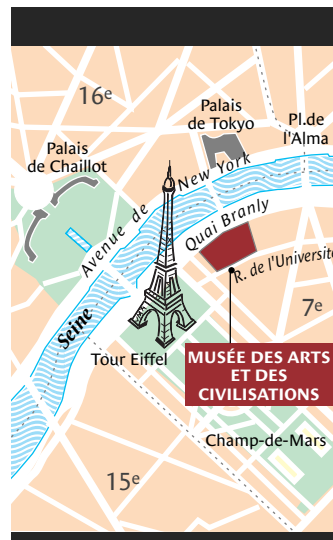 16e
Palais
de Tokyo
Pl.de
l'Alma
Palais
de Chaillot
Avenue de New York
Quai Branly
R. de l'Université
Seine
7e
Tour Eiffel
MUSÉE DES ARTS
ET DES
CIVILISATIONS
Champ-de-Mars
15e